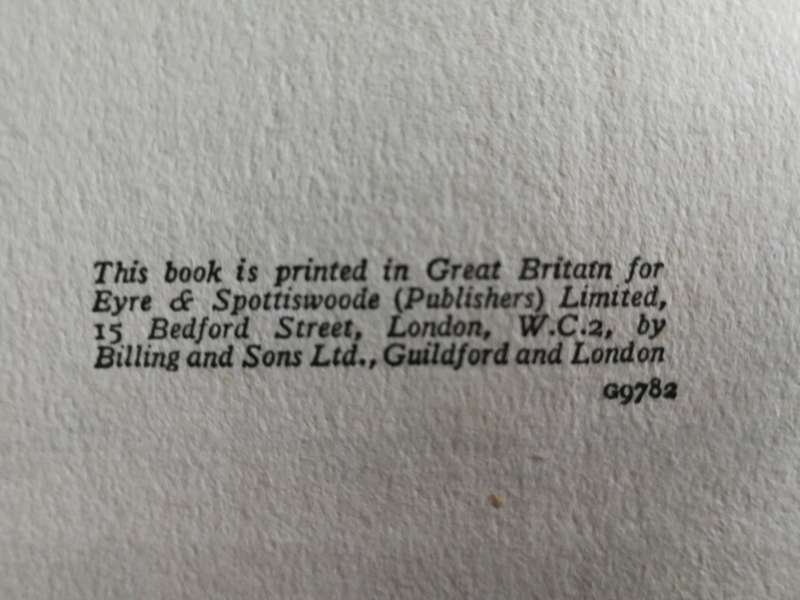 This book is printed in Great Britain for
Eyre & Spottiswoode (Publishers) Limited,
15 Bedford Street, London, W.C.2, by
Billing and Sons Ltd., Guildford and London
G9782